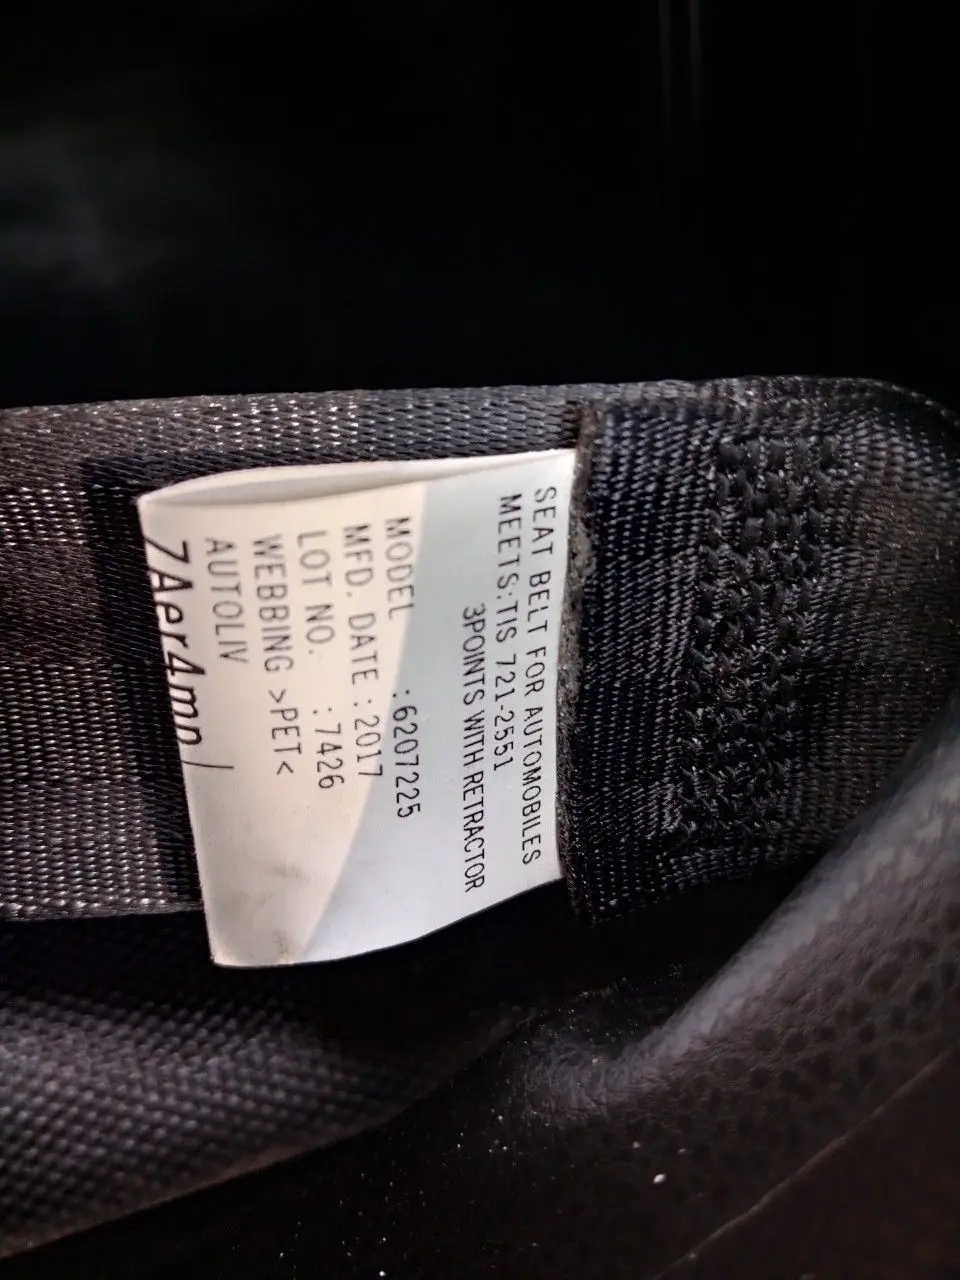 SEAT BELT FOR AUTOMOBILES
MEETS:TIS 721-2551
3POINTS WITH RETRACTOR
MODEL :6207225
MFD. DATE :2017
LOT NO. :7426
WEBBING >PET<
AUTOLIV